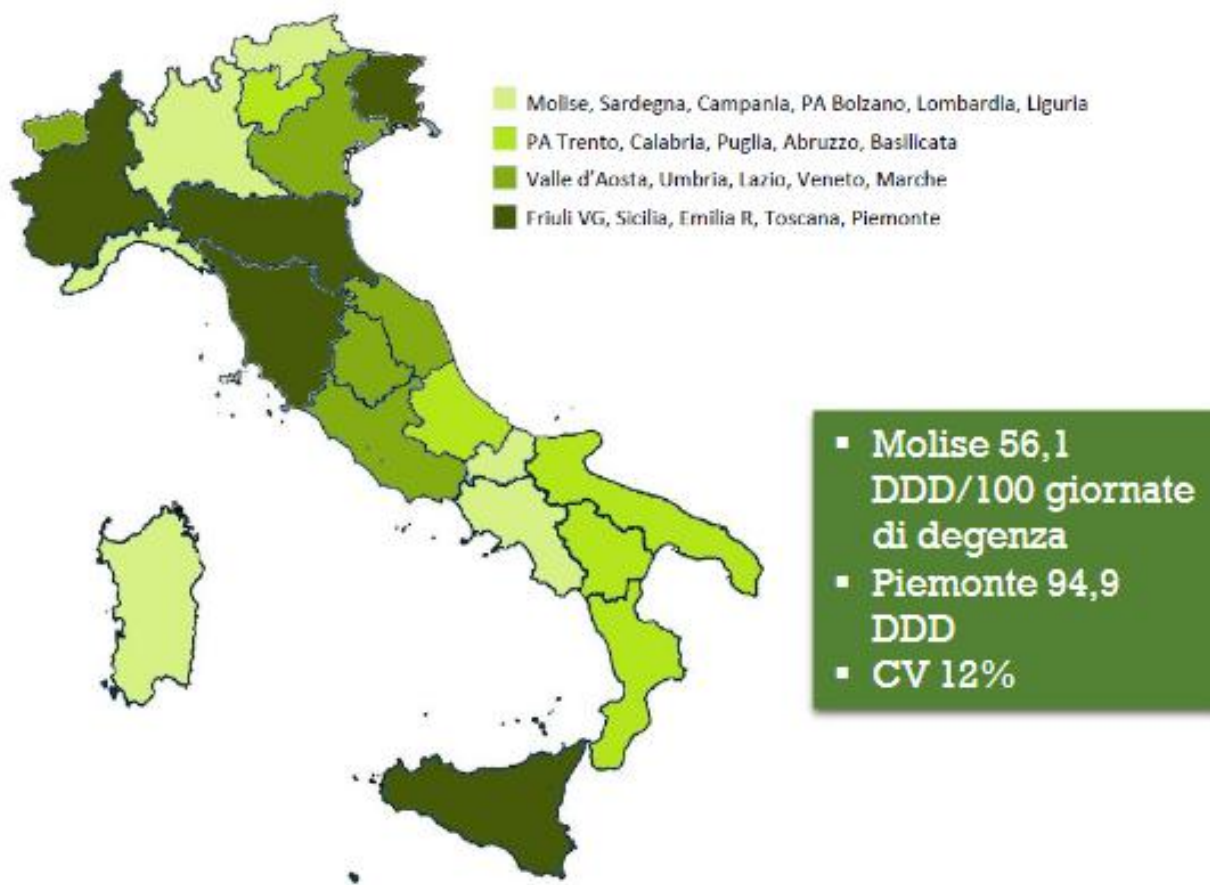 Molise, Sardegna, Campania, PA Bolzano, Lombardia, Liguria
PA Trento, Calabria, Puglia, Abruzzo, Basilicata
Valle d'Aosta, Umbria, Lazio, Veneto, Marche
Friuli VG, Sicilia, Emilia R, Toscana, Piemonte
▪ Molise 56,1
DDD/100 giornate
di degenza
▪ Piemonte 94,9
DDD
▪ CV 12%